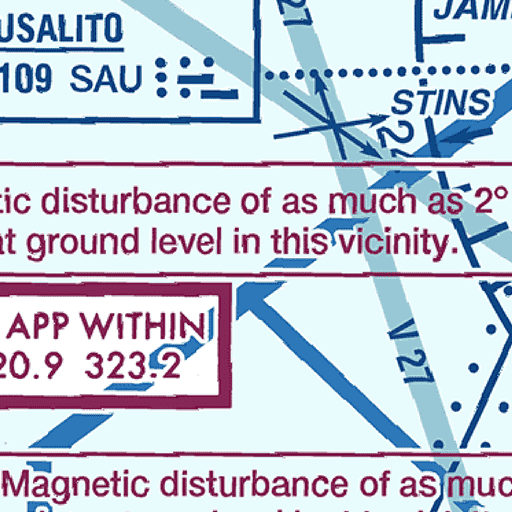 USALITO
109 SAU
27
JAM
STINS
22
tic disturbance of as much as 2°
at ground level in this vicinity.
APP WITHIN
20.9 323.2
V 27
Magnetic disturbance of as muc